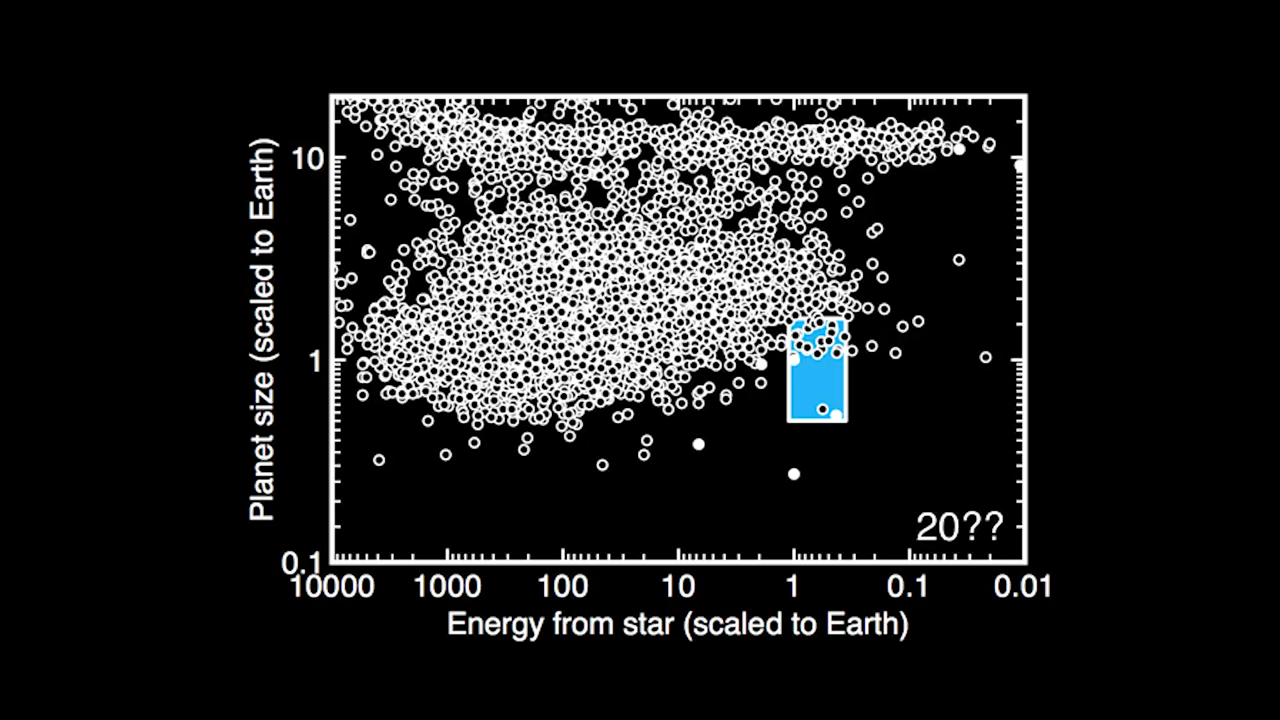 Planet size (scaled to Earth)
10
1
0.1
20??
10000 1000 100 10 1 0.1 0.01
Energy from star (scaled to Earth)